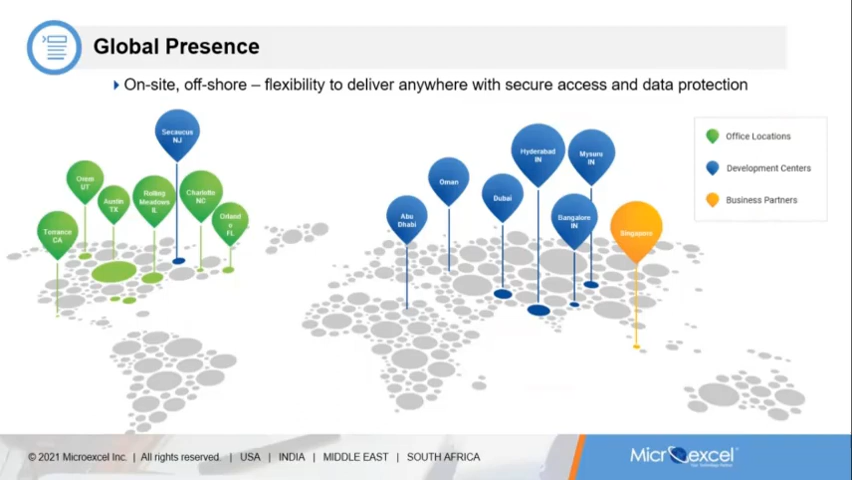 Global Presence
On-site, off-shore – flexibility to deliver anywhere with secure access and data protection
Secaucus
NJ
Orem
UT
Austin
TX
Rolling
Meadows
IL
Charlotte
NC
Orland
o
FL
Torrance
CA
Abu
Dhabi
Oman
Dubai
Hyderabad
IN
Mysuru
IN
Bangalore
IN
Singapore
Office Locations
Development Centers
Business Partners
© 2021 Microexcel Inc. | All rights reserved. | USA | INDIA | MIDDLE EAST | SOUTH AFRICA
Microexcel